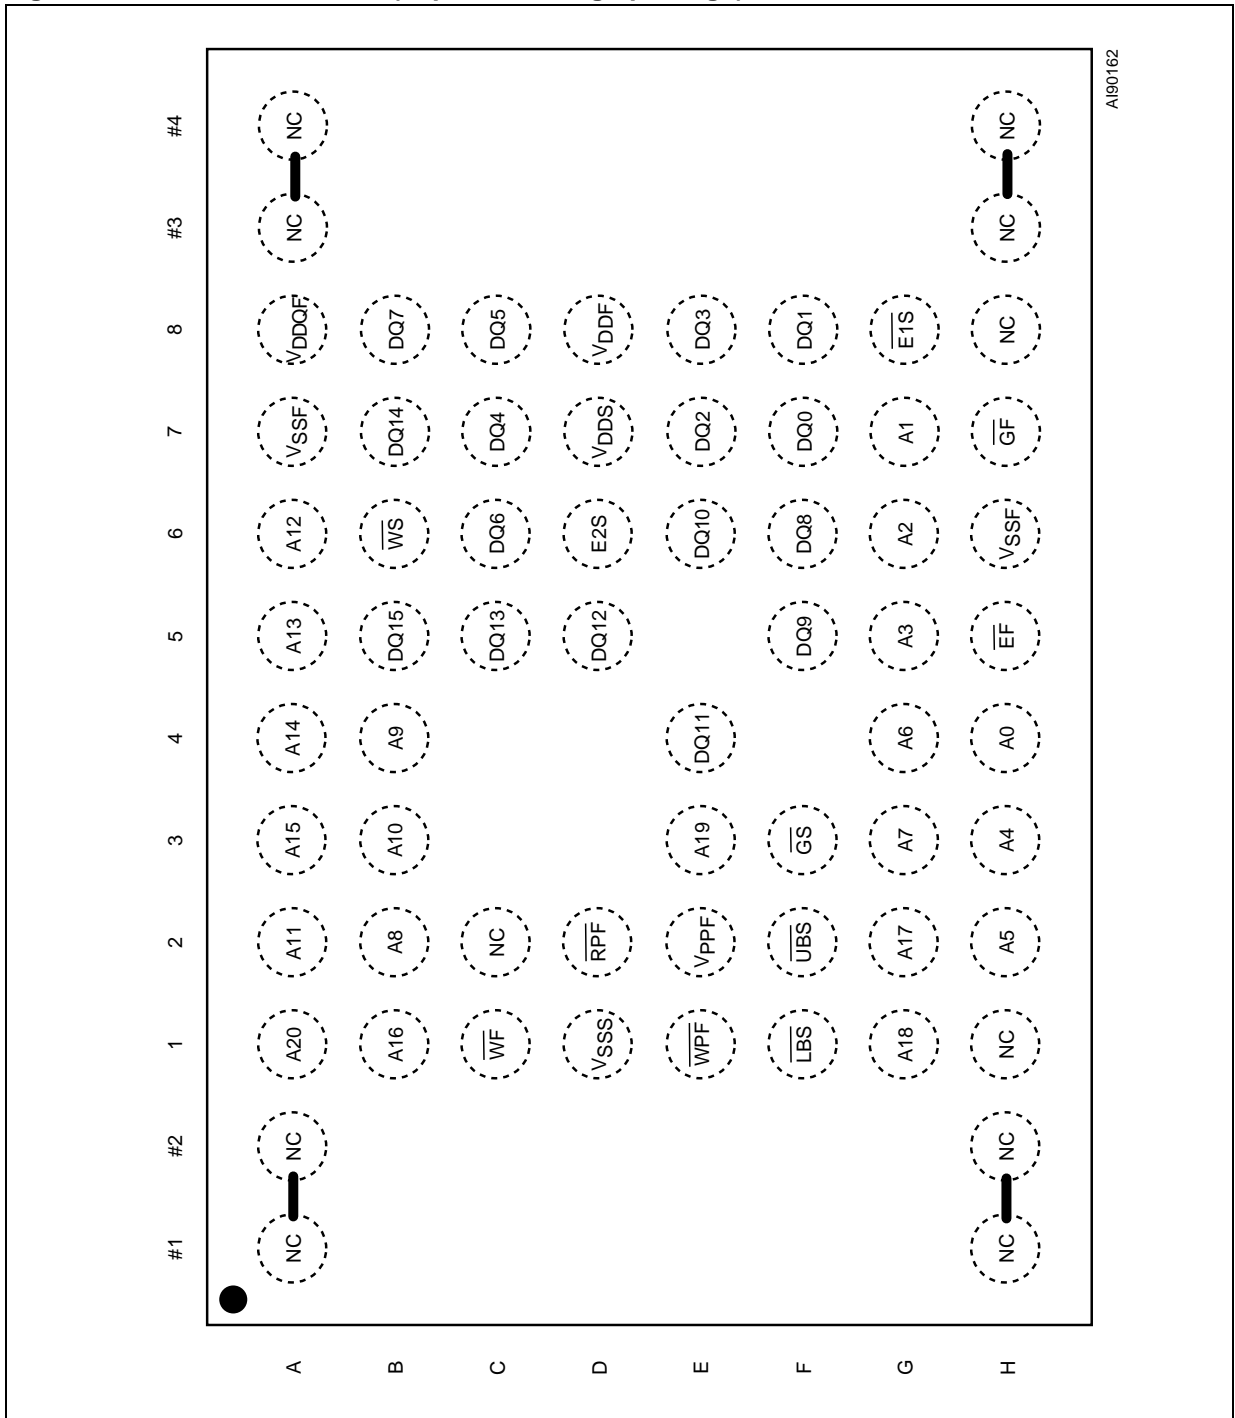 #4 NC NC
#3 NC NC
8 VDDQF DQ7 DQ5 VDDF DQ3 DQ1 E1S NC
7 VSSF DQ14 DQ4 VDDS DQ2 DQ0 A1 GF
6 A12 WS DQ6 E2S DQ10 DQ8 A2 VSSF
5 A13 DQ15 DQ13 DQ12 DQ9 A3 EF
4 A14 A9 DQ11 A6 A0
3 A15 A10 A19 GS A7 A4
2 A11 A8 NC RPF VPPF UBS A17 A5
1 A20 A16 WF VSSS WPF LBS A18 NC
#2 NC NC
#1 NC NC
A B C D E F G H
AI90162